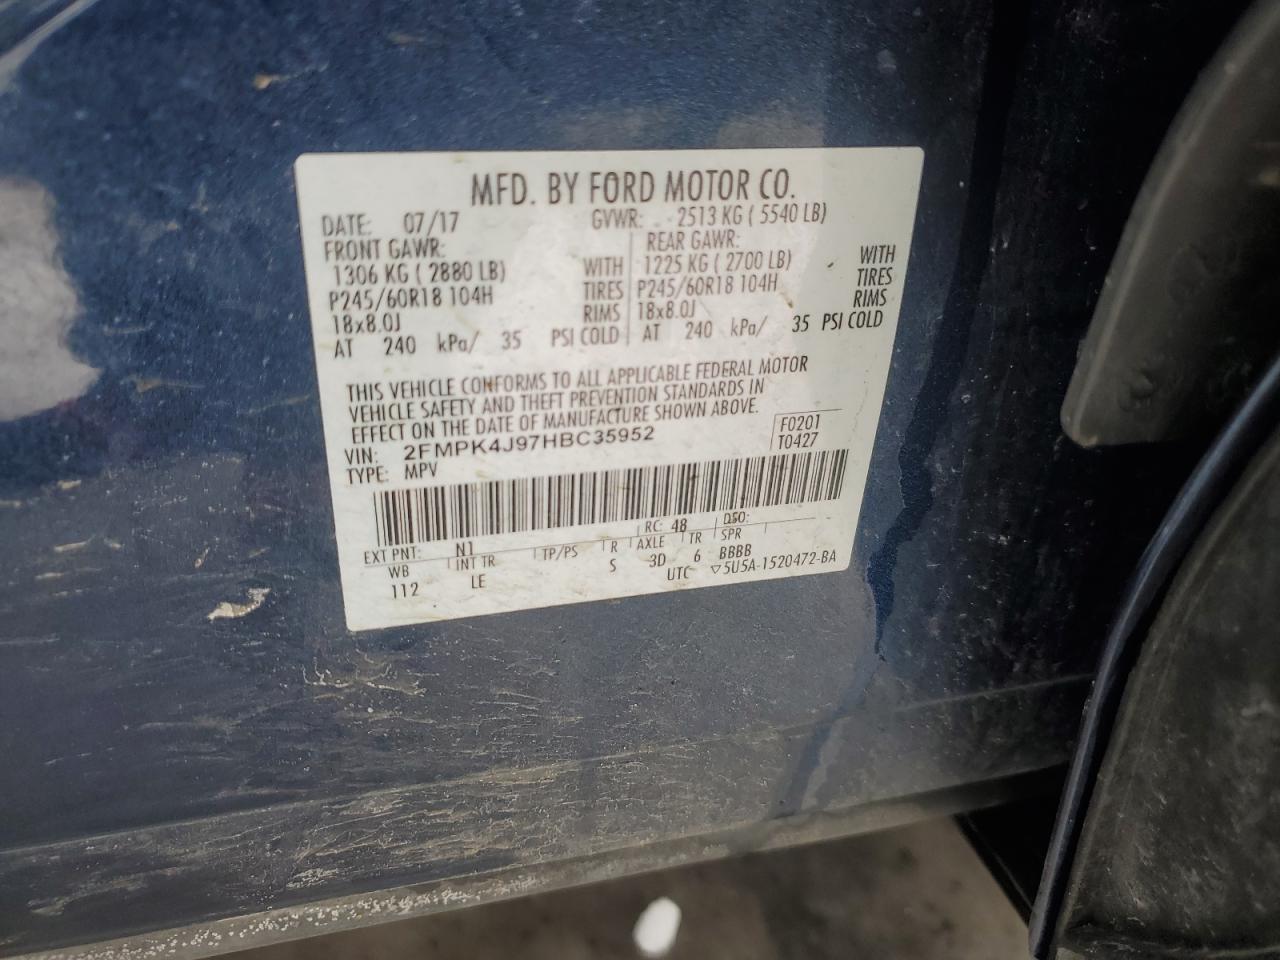 MFD. BY FORD MOTOR CO.
DATE: 07/17 GVWR: 2513 KG ( 5540 LB)
FRONT GAWR: REAR GAWR:
1306 KG ( 2880 LB) WITH 1225 KG ( 2700 LB) WITH
P245/60R18 104H TIRES P245/60R18 104H TIRES
18x8.0J RIMS 18x8.0J RIMS
AT 240 kPa/ 35 PSI COLD AT 240 kPa/ 35 PSI COLD
THIS VEHICLE CONFORMS TO ALL APPLICABLE FEDERAL MOTOR
VEHICLE SAFETY AND THEFT PREVENTION STANDARDS IN
EFFECT ON THE DATE OF MANUFACTURE SHOWN ABOVE.
VIN: 2FMPK4J97HBC35952 F0201
TYPE: MPV T0427
EXT PNT: N1 RC: 48 DSO:
WB INT TR TP/PS R AXLE TR SPR
112 LE S 3D 6 BBBB
UTC ▽5U5A-1520472-BA